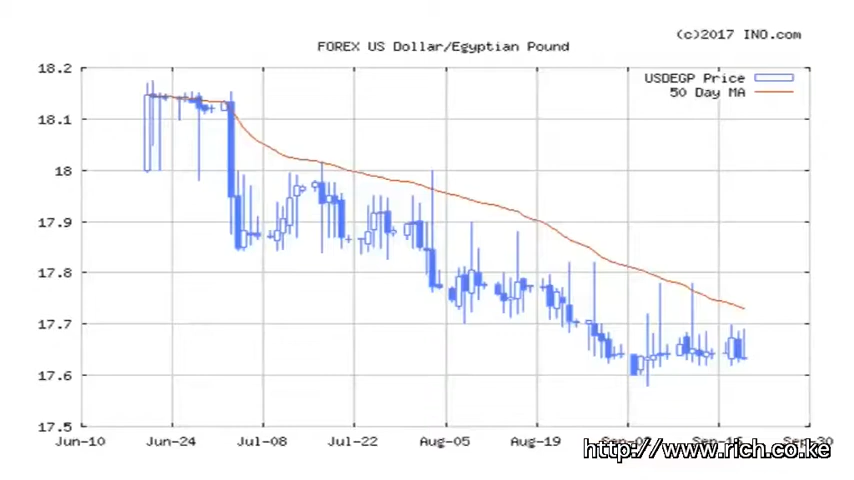 (c)2017 INO.com
FOREX US Dollar/Egyptian Pound
18.2
USDEGP Price
50 Day MA
18.1
18
17.9
17.8
17.7
17.6
17.5
Jun-10 Jun-24 Jul-08 Jul-22 Aug-05 Aug-19
http://www.rich.co.ke